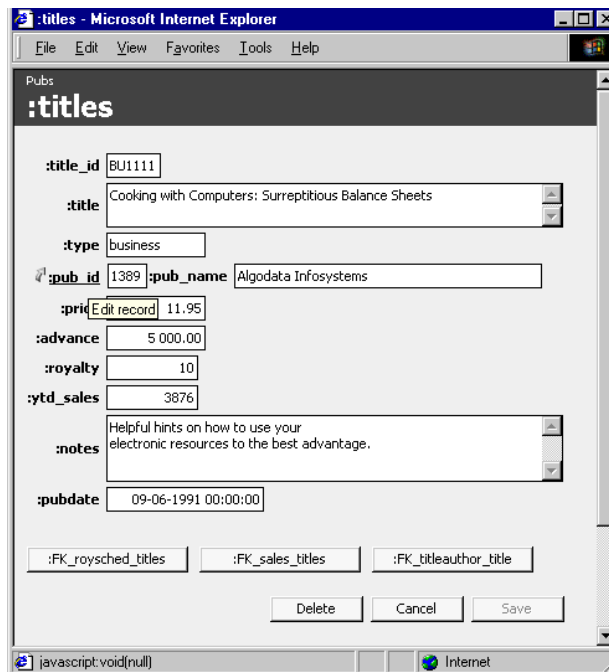 :titles - Microsoft Internet Explorer
File Edit View Favorites Tools Help
Pubs
:titles
:title_id BU1111
:title Cooking with Computers: Surreptitious Balance Sheets
:type business
:pub_id 1389 :pub_name Algodata Infosystems
:pric 11.95
Edit record
:advance 5 000.00
:royalty 10
:ytd_sales 3876
:notes Helpful hints on how to use your
electronic resources to the best advantage.
:pubdate 09-06-1991 00:00:00
:FK_roysched_titles :FK_sales_titles :FK_titleauthor_title
Delete Cancel Save
javascript:void(null) Internet